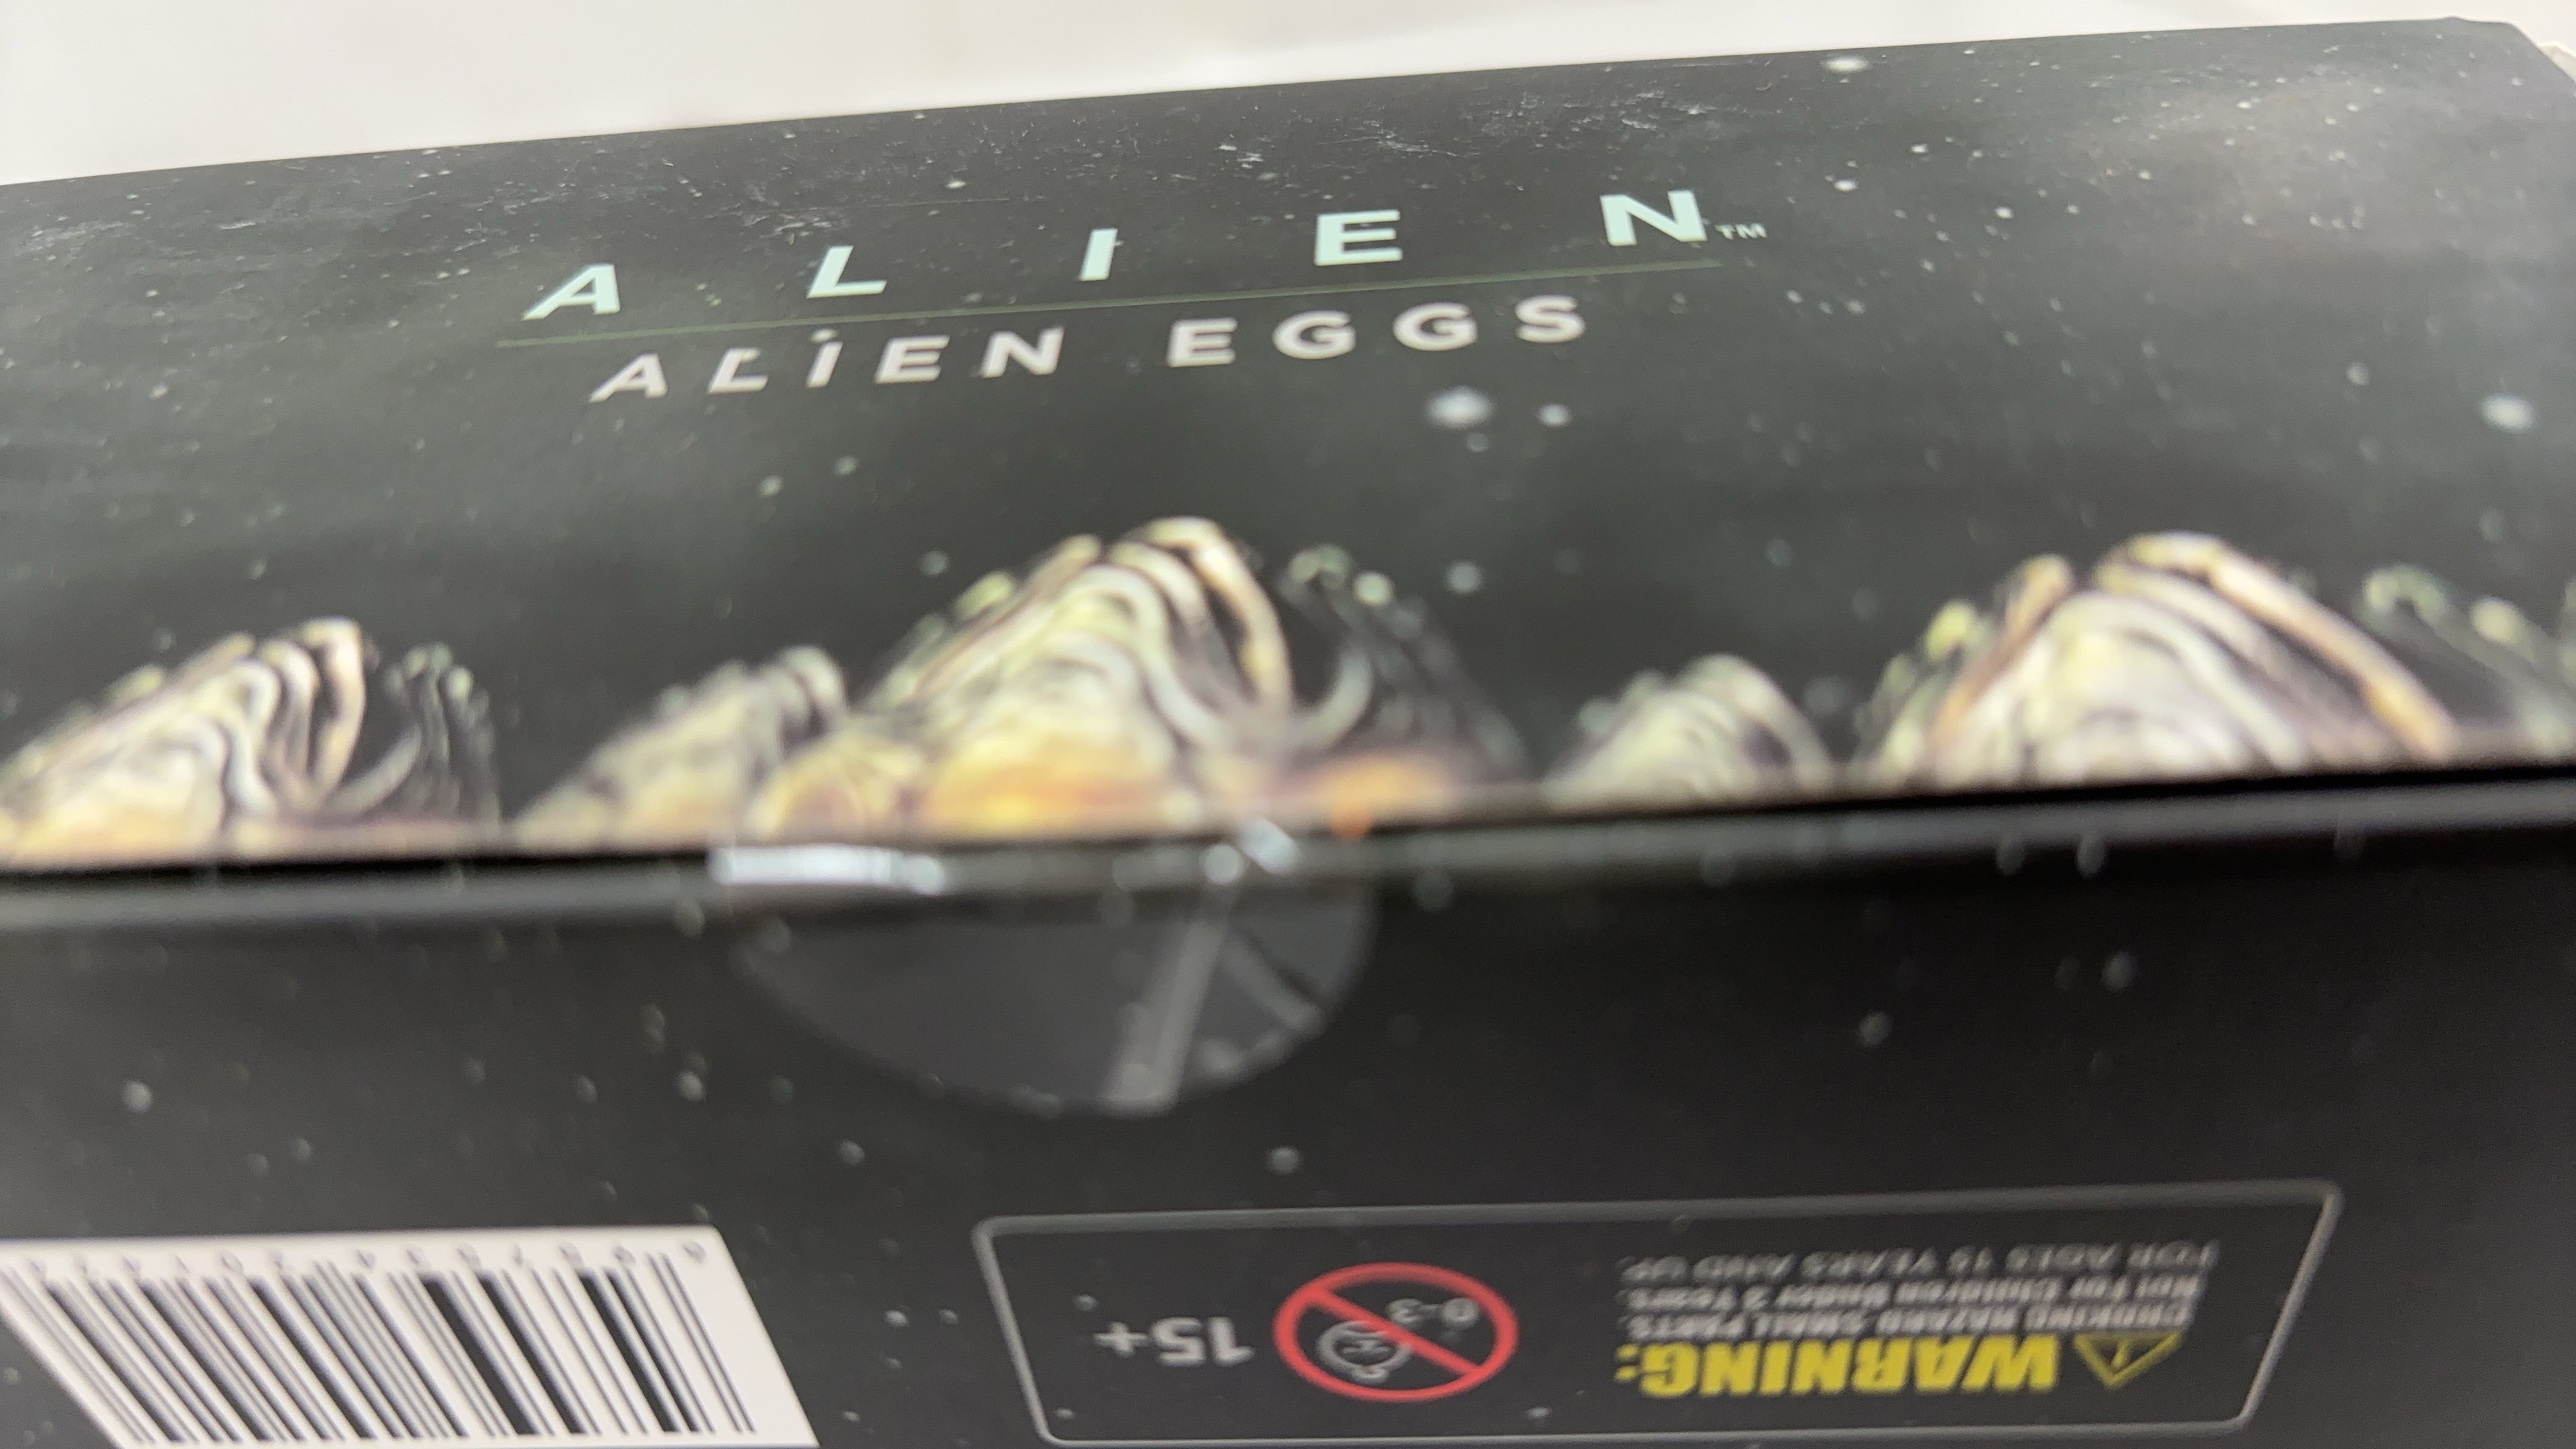 ALIEN™
ALIEN EGGS
WARNING:
CHOKING HAZARD SMALL PARTS.
Not For Children Under 3 Years.
FOR AGES 15 YEARS AND UP.
0-3
15+